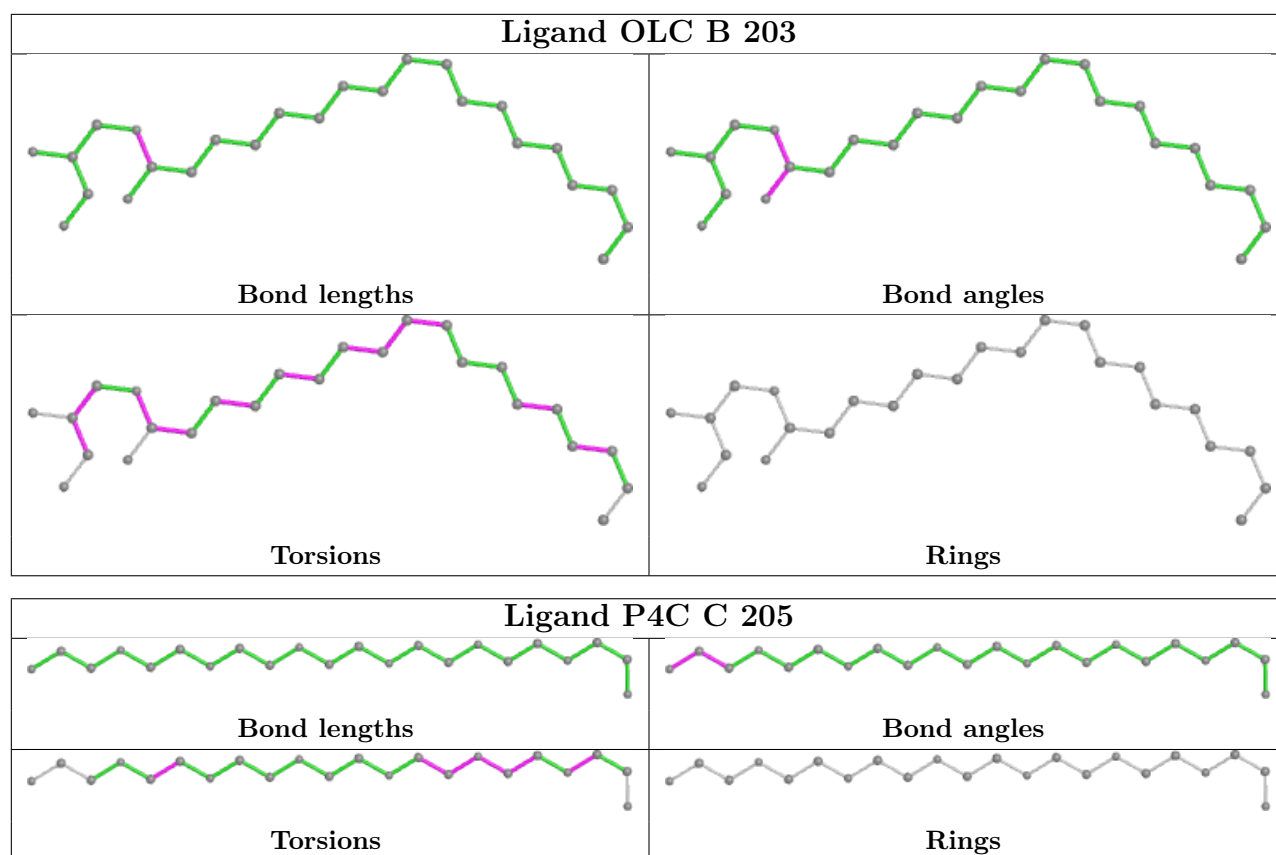 Ligand OLC B 203
Bond lengths
Bond angles
Torsions
Rings
Ligand P4C C 205
Bond lengths
Bond angles
Torsions
Rings